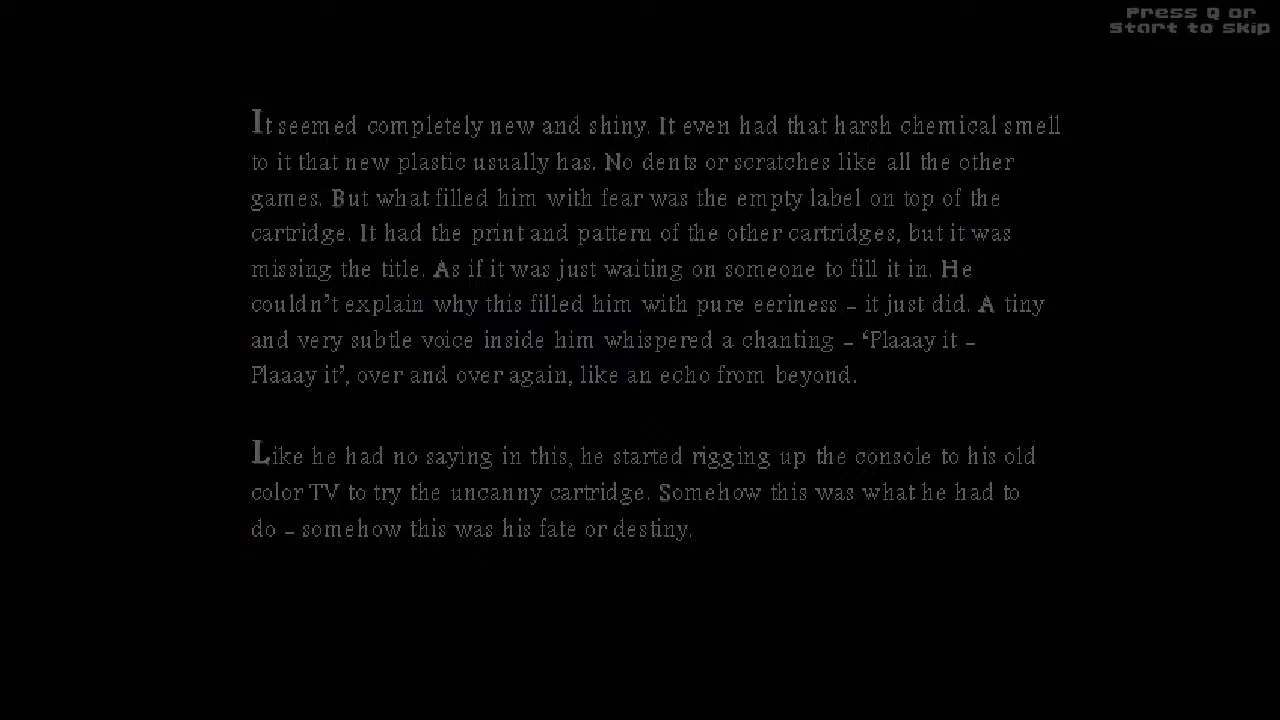 Press Q or
Start to skip
It seemed completely new and shiny. It even had that harsh chemical smell
to it that new plastic usually has. No dents or scratches like all the other
games. But what filled him with fear was the empty label on top of the
cartridge. It had the print and pattern of the other cartridges, but it was
missing the title. As if it was just waiting on someone to fill it in. He
couldn't explain why this filled him with pure eeriness – it just did. A tiny
and very subtle voice inside him whispered a chanting – ‘Plaaay it –
Plaaay it’, over and over again, like an echo from beyond.
Like he had no saying in this, he started rigging up the console to his old
color TV to try the uncanny cartridge. Somehow this was what he had to
do – somehow this was his fate or destiny.